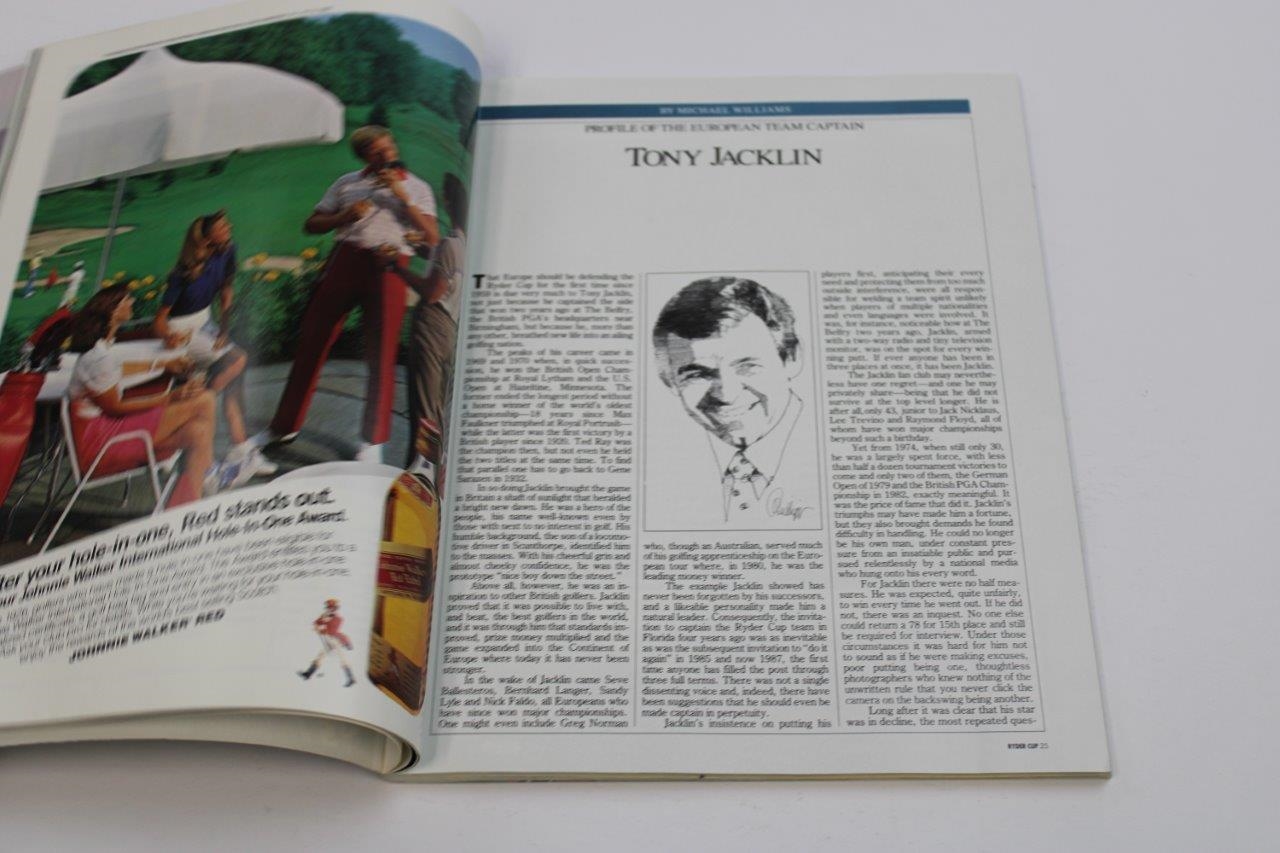 ter your hole-in-one, Red stands out.
our Johnnie Walker International Hole-In-One Award.
JOHNNIE WALKER RED
BY MICHAEL WILLIAMS
PROFILE OF THE EUROPEAN TEAM CAPTAIN
TONY JACKLIN
That Europe should be defending the
Ryder Cup for the first time since
is due very much to Tony Jacklin,
not just because he captained the side
that won two years ago at The Belfry,
the British PGA's headquarters near
Birmingham, but because he, more than
any other, breathed new life into an ailing
golfing nation.
The peaks of his career came in
1969 and 1970 when, in quick succes-
sion, he won the British Open Cham-
pionship at Royal Lytham and the U.S.
Open at Hazeltine, Minnesota. The
former ended the longest period without
a home winner of the world's oldest
championship—18 years since Max
Faulkner triumphed at Royal Portrush—
while the latter was the first victory by a
British player since 1920. Ted Ray was
the champion then, but not even he held
the two titles at the same time. To find
that parallel one has to go back to Gene
Sarazen in 1932.
In so doing Jacklin brought the game
in Britain a shaft of sunlight that heralded
a bright new dawn. He was a hero of the
people, his name well-known even by
those with next to no interest in golf. His
humble background, the son of a locomo-
tive driver in Scunthorpe, identified him
to the masses. With his cheerful grin and
almost cheeky confidence, he was the
prototype "nice boy down the street."
Above all, however, he was an in-
spiration to other British golfers. Jacklin
proved that it was possible to live with,
and beat, the best golfers in the world,
and it was through him that standards im-
proved, prize money multiplied and the
game expanded into the Continent of
Europe where today it has never been
stronger.
In the wake of Jacklin came Seve
Ballesteros, Bernhard Langer, Sandy
Lyle and Nick Faldo, all Europeans who
have since won major championships.
One might even include Greg Norman
who, though an Australian, served much
of his golfing apprenticeship on the Euro-
pean tour where, in 1980, he was the
leading money winner.
The example Jacklin showed has
never been forgotten by his successors,
and a likeable personality made him a
natural leader. Consequently, the invita-
tion to captain the Ryder Cup team in
Florida four years ago was as inevitable
as was the subsequent invitation to "do it
again" in 1985 and now 1987, the first
time anyone has filled the post through
three full terms. There was not a single
dissenting voice and, indeed, there have
been suggestions that he should even be
made captain in perpetuity.
Jacklin's insistence on putting his
players first, anticipating their every
need and protecting them from too much
outside interference, were all respon-
sible for welding a team spirit unlikely
when players of multiple nationalities
and even languages were involved. It
was, for instance, noticeable how at The
Belfry two years ago, Jacklin, armed
with a two-way radio and tiny television
monitor, was on the spot for every win-
ning putt. If ever anyone has been in
three places at once, it has been Jacklin.
The Jacklin fan club may neverthe-
less have one regret—and one he may
privately share—being that he did not
survive at the top level longer. He is
after all, only 43, junior to Jack Nicklaus,
Lee Trevino and Raymond Floyd, all of
whom have won major championships
beyond such a birthday.
Yet from 1974, when still only 30,
he was a largely spent force, with less
than half a dozen tournament victories to
come and only two of them, the German
Open of 1979 and the British PGA Cham-
pionship in 1982, exactly meaningful. It
was the price of fame that did it. Jacklin's
triumphs may have made him a fortune,
but they also brought demands he found
difficulty in handling. He could no longer
be his own man, under constant pres-
sure from an insatiable public and pur-
sued relentlessly by a national media
who hung onto his every word.
For Jacklin there were no half mea-
sures. He was expected, quite unfairly,
to win every time he went out. If he did
not, there was an inquest. No one else
could return a 78 for 15th place and still
be required for interview. Under those
circumstances it was hard for him not
to sound as if he were making excuses,
poor putting being one, thoughtless
photographers who knew nothing of the
unwritten rule that you never click the
camera on the backswing being another.
Long after it was clear that his star
was in decline, the most repeated ques-
RYDER CUP 25